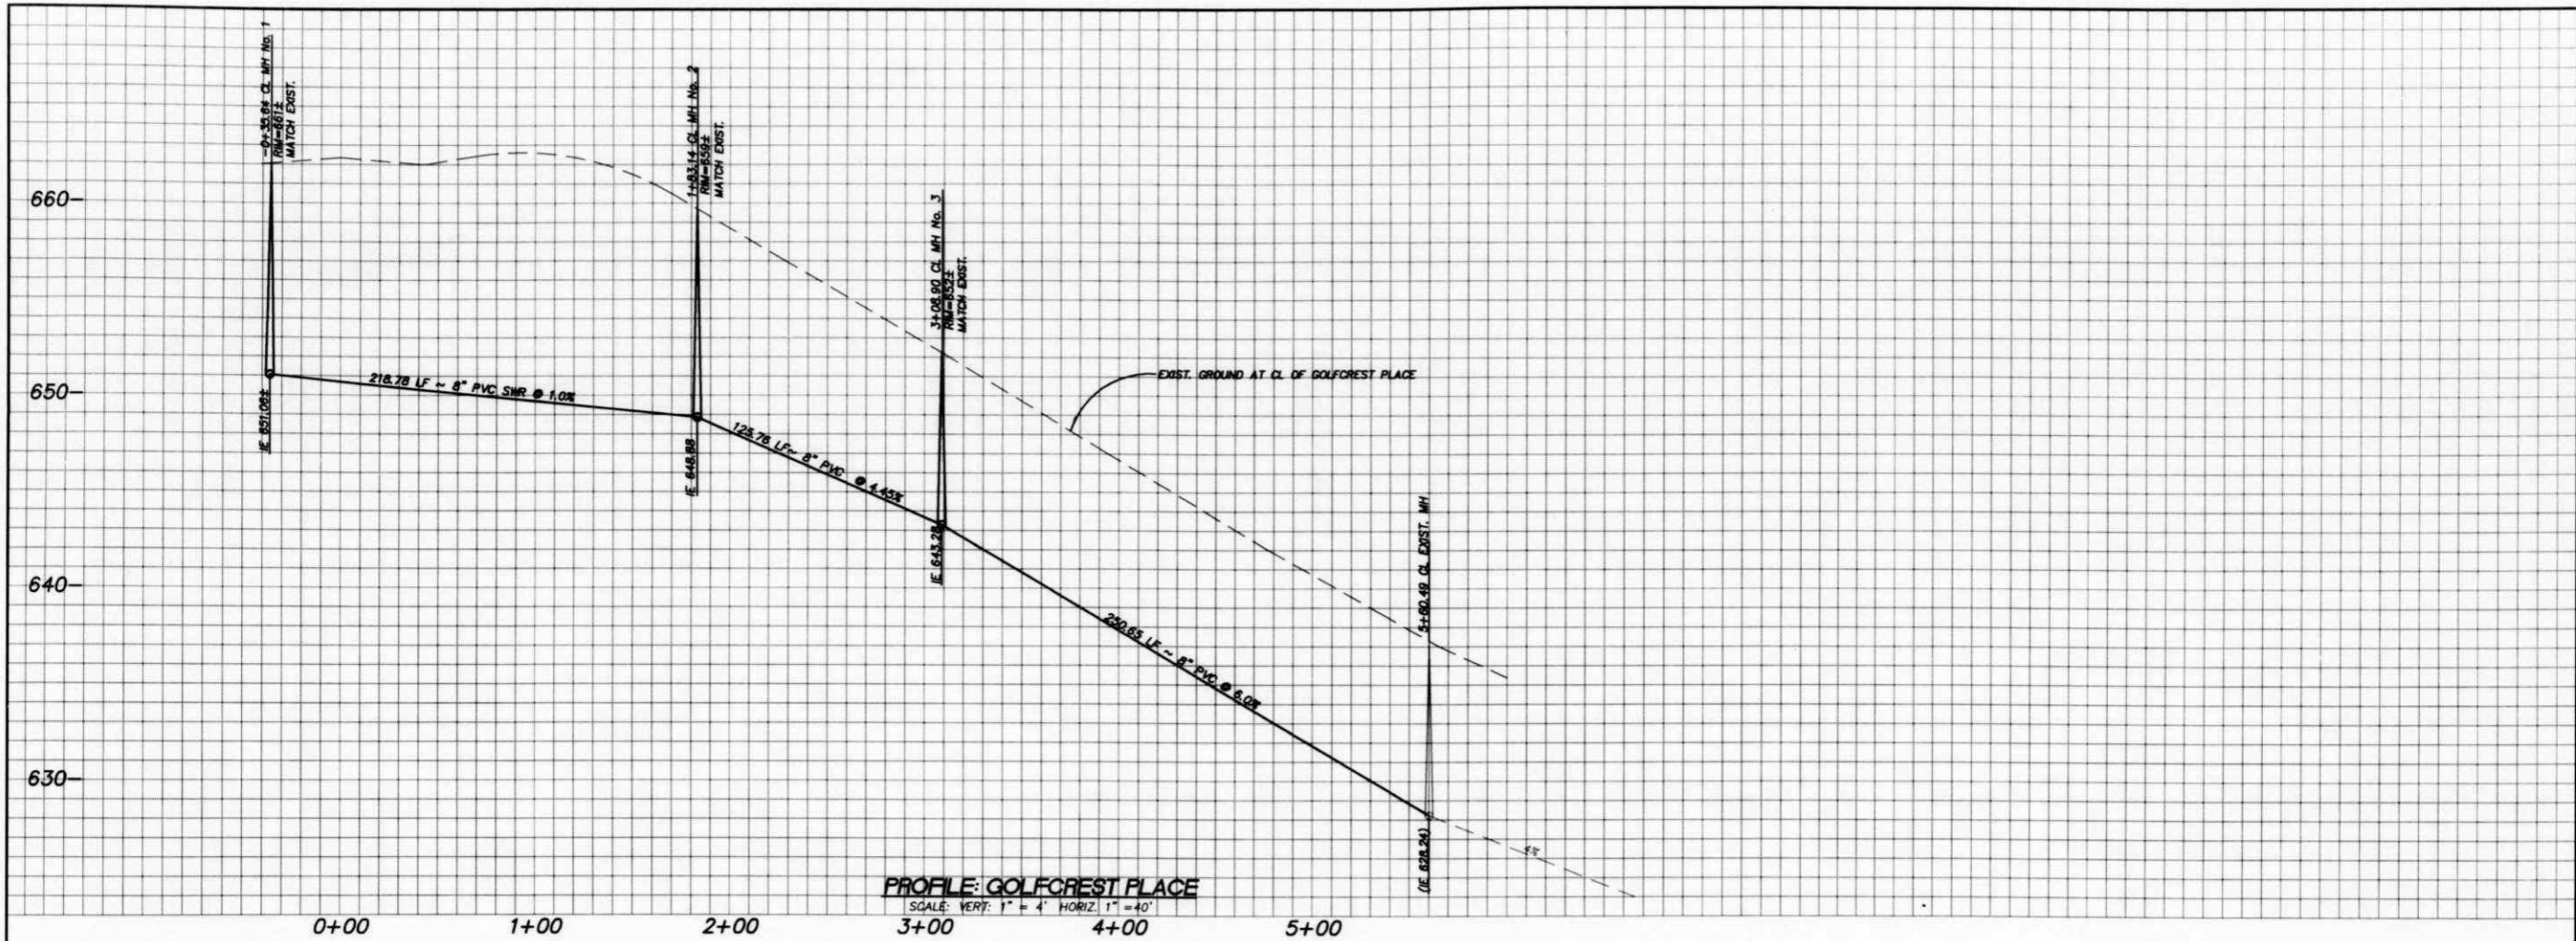 -0+35.64 CL MH No. 1
RIM=661±
MATCH EXIST.
1+83.14 CL MH No. 2
RIM=659±
MATCH EXIST.
3+08.90 CL MH No. 3
RIM=652±
MATCH EXIST.
660
650
640
630
EXIST. GROUND AT CL OF GOLFCREST PLACE
218.78 LF ~ 8" PVC SWR @ 1.0%
IE 651.06±
125.76 LF~ 8" PVC @ 4.45%
IE 648.88
IE 643.28
250.65 LF ~ 8" PVC @ 6.0%
5+60.49 CL EXIST. MH
(IE 628.24)
4%
PROFILE: GOLFCREST PLACE
SCALE: VERT: 1" = 4' HORIZ. 1" =40'
0+00 1+00 2+00 3+00 4+00 5+00